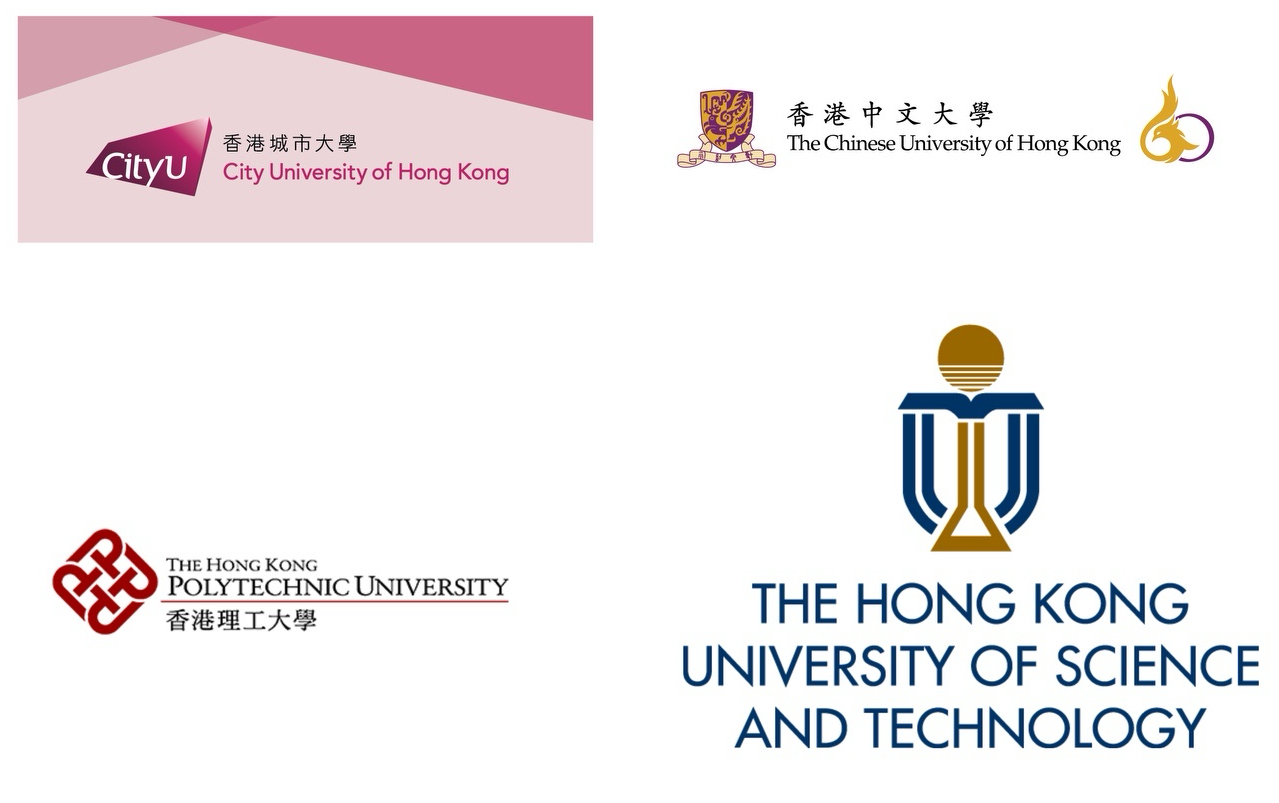 CityU
香港城市大學
City University of Hong Kong
香港中文大學
The Chinese University of Hong Kong
THE HONG KONG
POLYTECHNIC UNIVERSITY
香港理工大學
THE HONG KONG
UNIVERSITY OF SCIENCE
AND TECHNOLOGY